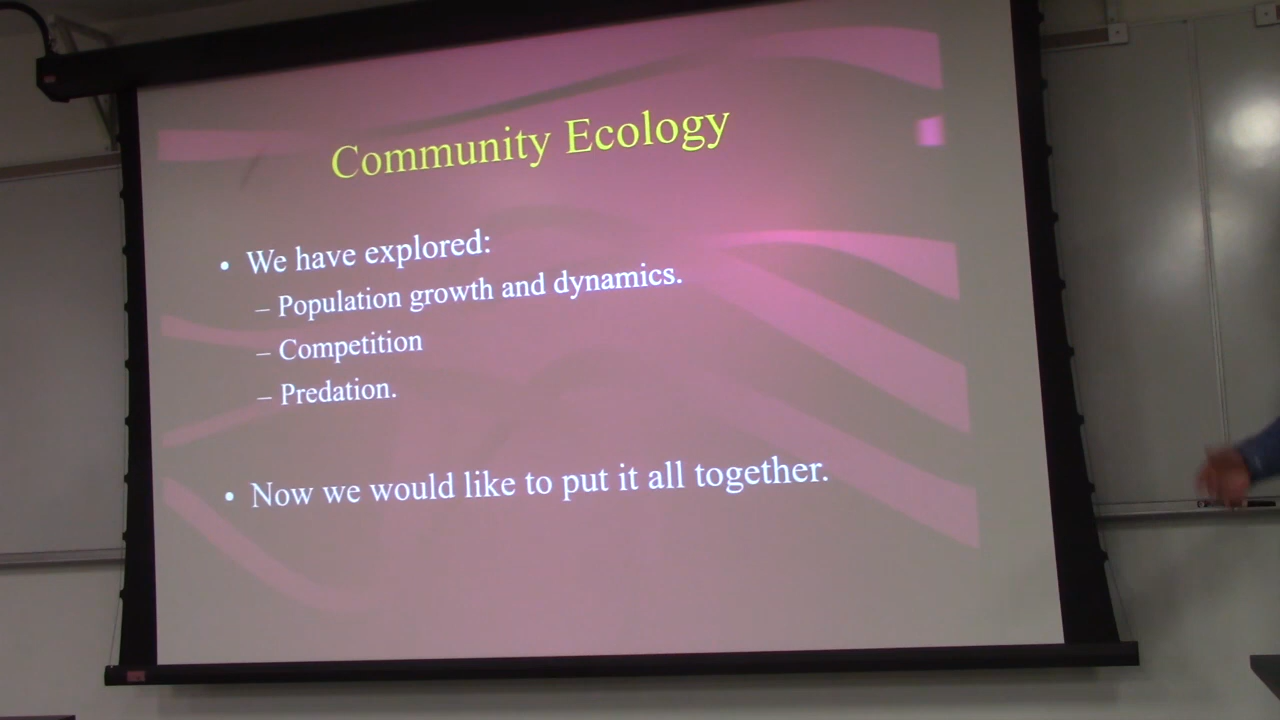 Community Ecology
• We have explored:
– Population growth and dynamics.
– Competition
– Predation.
• Now we would like to put it all together.